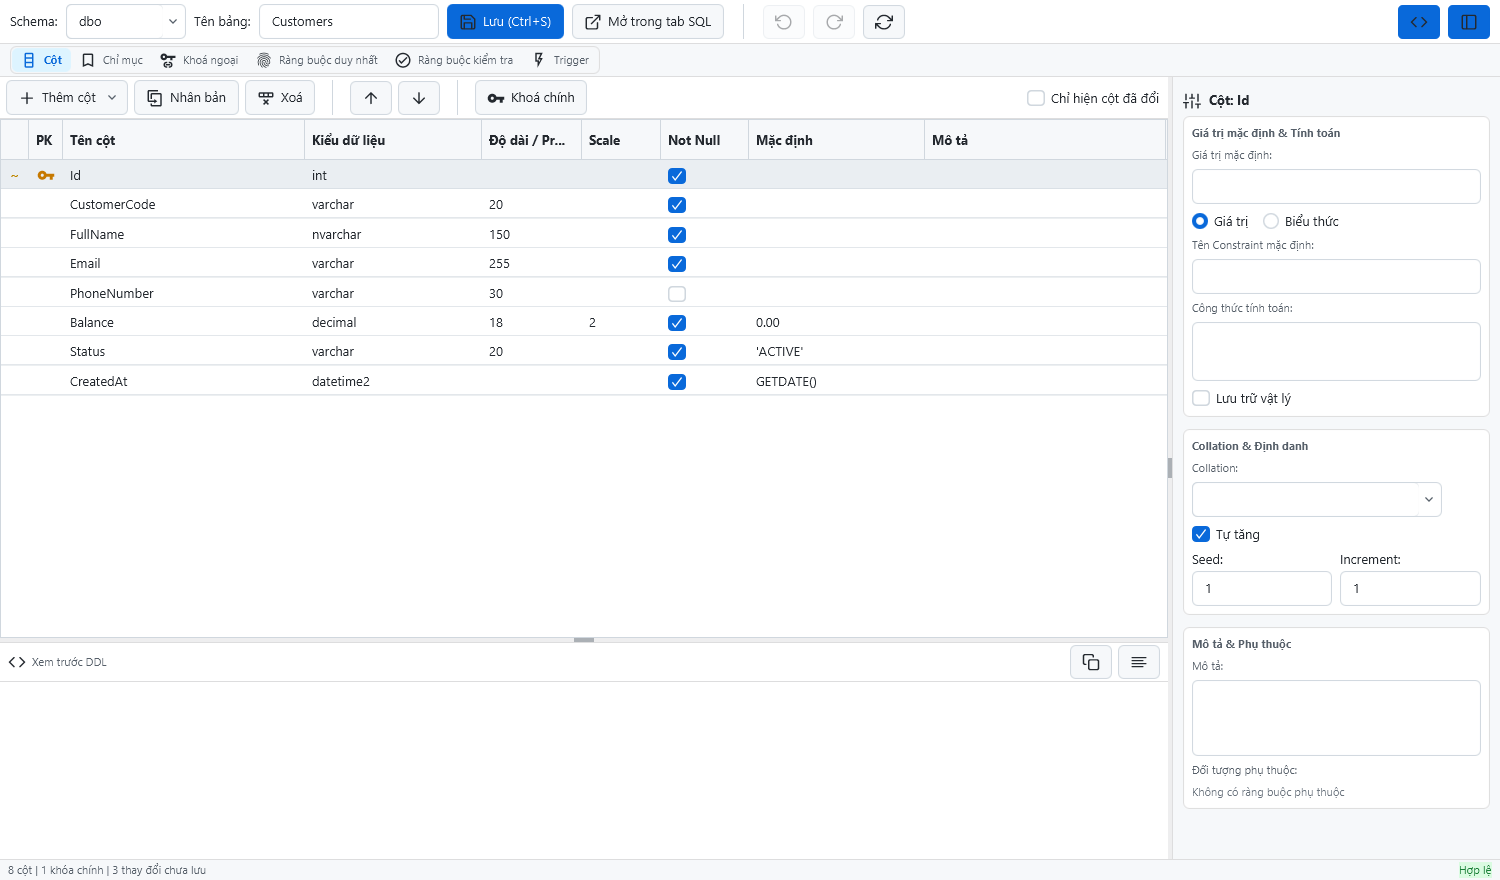 Schema: dbo Tên bảng: Customers Lưu (Ctrl+S) Mở trong tab SQL
Cột Chỉ mục Khoá ngoại Ràng buộc duy nhất Ràng buộc kiểm tra Trigger
Thêm cột Nhân bản Xoá Khoá chính Chỉ hiện cột đã đổi
PK Tên cột Kiểu dữ liệu Độ dài / Pr... Scale Not Null Mặc định Mô tả
~ Id int
CustomerCode varchar 20
FullName nvarchar 150
Email varchar 255
PhoneNumber varchar 30
Balance decimal 18 2 0.00
Status varchar 20 'ACTIVE'
CreatedAt datetime2 GETDATE()
Xem trước DDL
Cột: Id
Giá trị mặc định & Tính toán
Giá trị mặc định:
Giá trị Biểu thức
Tên Constraint mặc định:
Công thức tính toán:
Lưu trữ vật lý
Collation & Định danh
Collation:
Tự tăng
Seed: Increment:
1 1
Mô tả & Phụ thuộc
Mô tả:
Đối tượng phụ thuộc:
Không có ràng buộc phụ thuộc
8 cột | 1 khóa chính | 3 thay đổi chưa lưu Hợp lệ